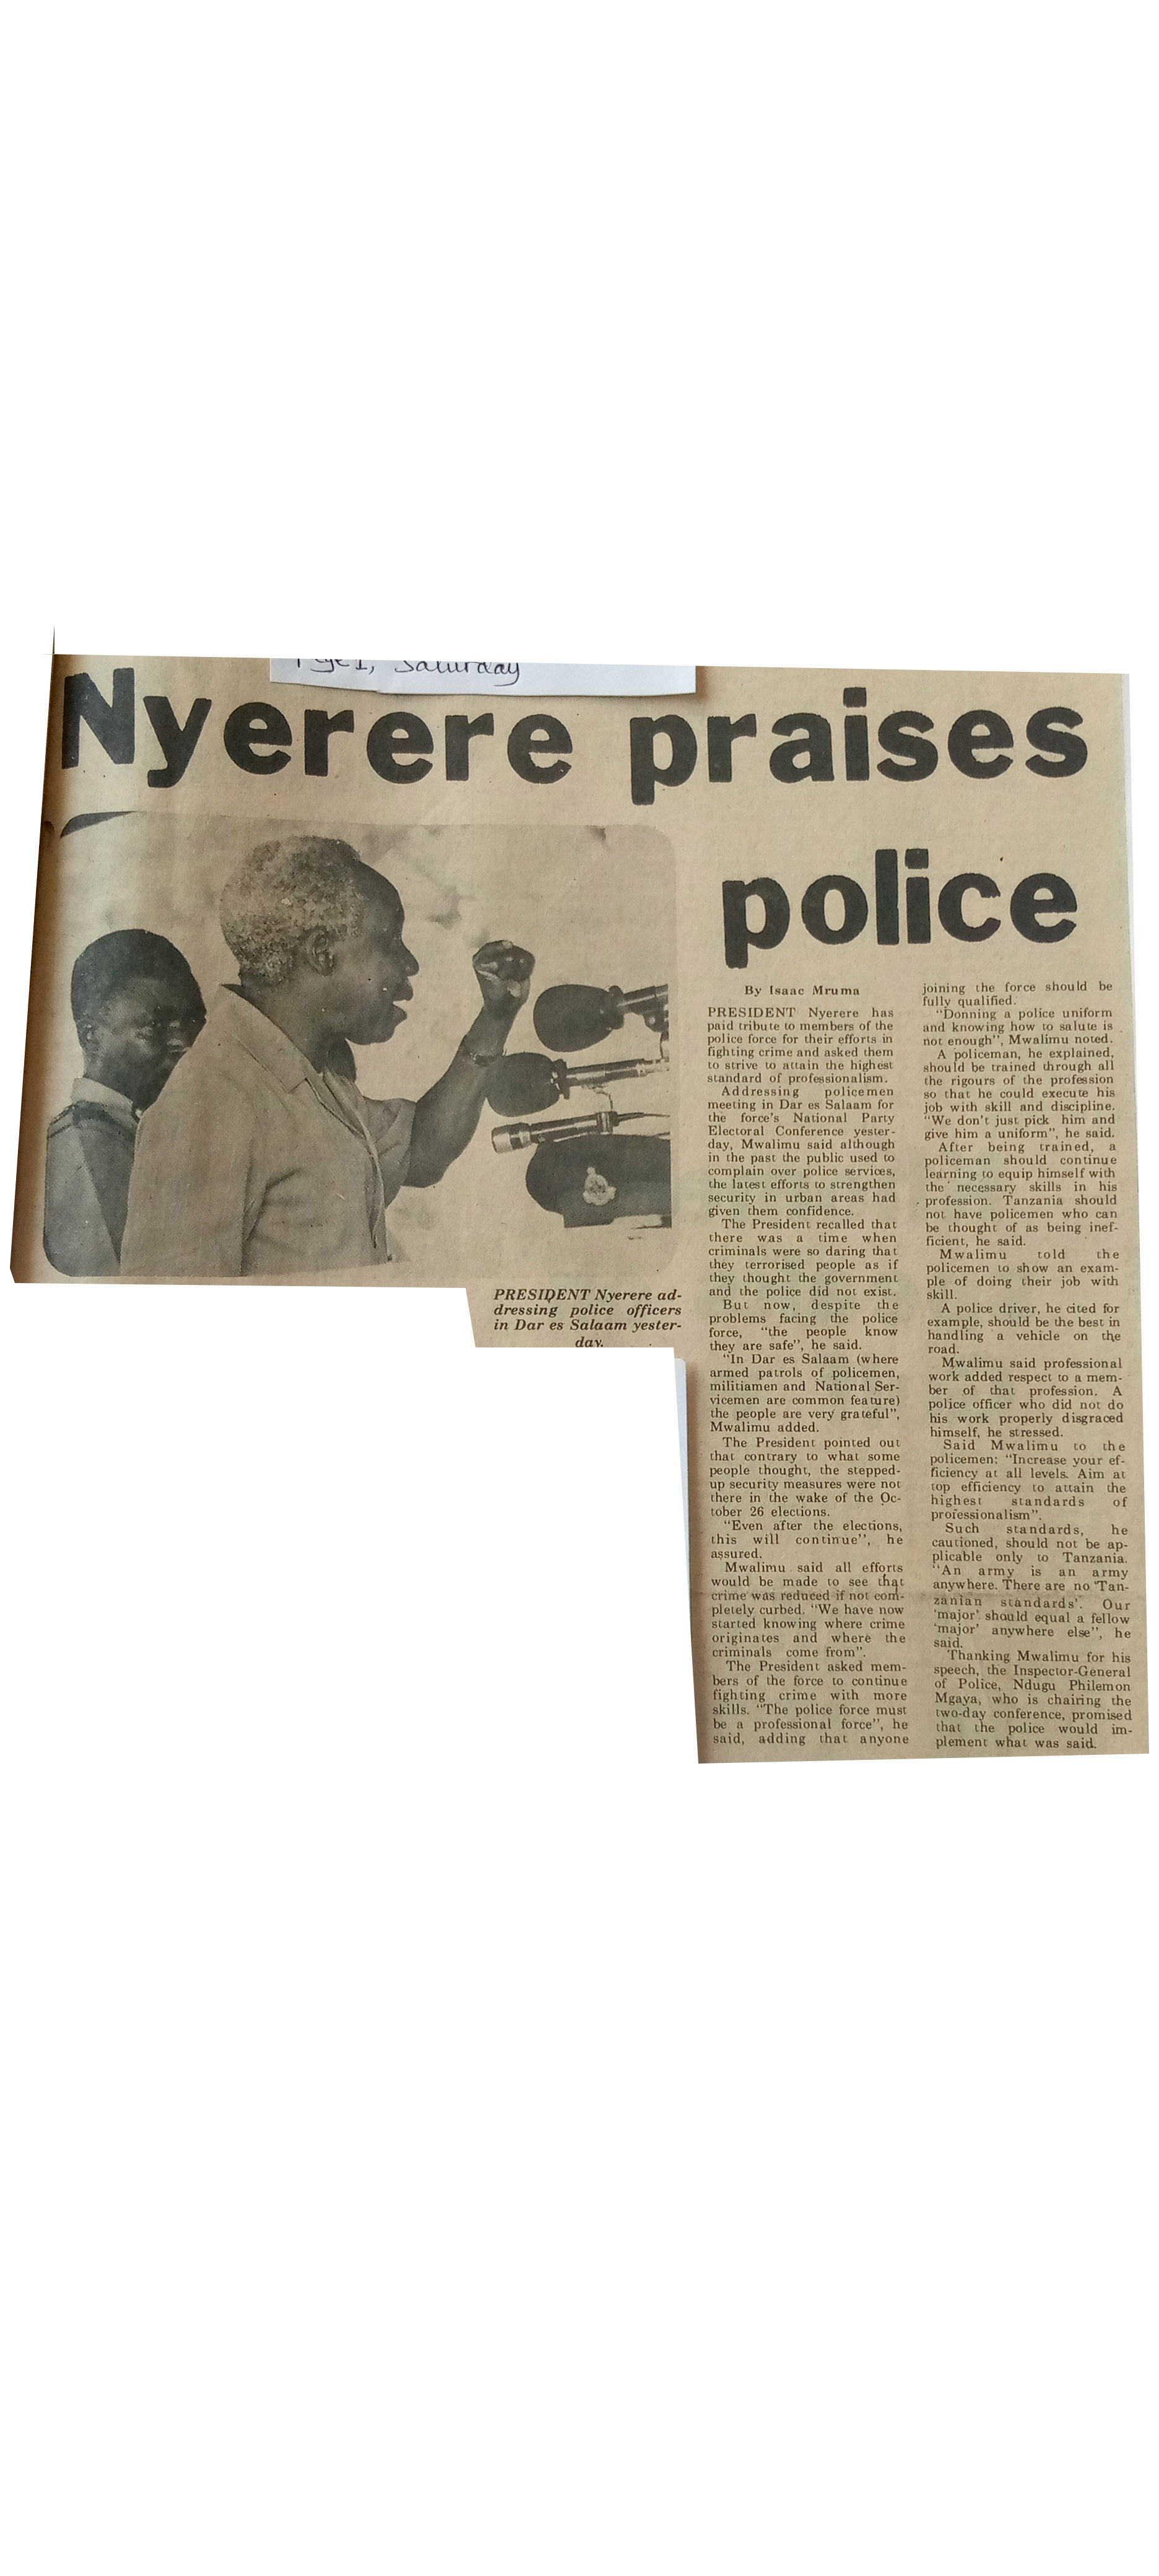 1, Saturday
Nyerere praises
police
PRESIDENT Nyerere ad-
dressing police officers
in Dar es Salaam yester-
day.
By Isaac Mruma
PRESIDENT Nyerere has
paid tribute to members of the
police force for their efforts in
fighting crime and asked them
to strive to attain the highest
standard of professionalism.
Addressing policemen
meeting in Dar es Salaam for
the force's National Party
Electoral Conference yester-
day, Mwalimu said although
in the past the public used to
complain over police services,
the latest efforts to strengthen
security in urban areas had
given them confidence.
The President recalled that
there was a time when
criminals were so daring that
they terrorised people as if
they thought the government
and the police did not exist.
But now, despite the
problems facing the police
force, "the people know
they are safe", he said.
"In Dar es Salaam (where
armed patrols of policemen,
militiamen and National Ser-
vicemen are common feature)
the people are very grateful",
Mwalimu added.
The President pointed out
that contrary to what some
people thought, the stepped-
up security measures were not
there in the wake of the Oc-
tober 26 elections.
"Even after the elections,
this will continue", he
assured.
Mwalimu said all efforts
would be made to see that
crime was reduced if not com-
pletely curbed. "We have now
started knowing where crime
originates and where the
criminals come from".
The President asked mem-
bers of the force to continue
fighting crime with more
skills. "The police force must
be a professional force", he
said, adding that anyone
joining the force should be
fully qualified.
"Donning a police uniform
and knowing how to salute is
not enough", Mwalimu noted.
A policeman, he explained,
should be trained through all
the rigours of the profession
so that he could execute his
job with skill and discipline.
"We don't just pick him and
give him a uniform", he said.
After being trained, a
policeman should continue
learning to equip himself with
the necessary skills in his
profession. Tanzania should
not have policemen who can
be thought of as being inef-
ficient, he said.
Mwalimu told the
policemen to show an exam-
ple of doing their job with
skill.
A police driver, he cited for
example, should be the best in
handling a vehicle on the
road.
Mwalimu said professional
work added respect to a mem-
ber of that profession. A
police officer who did not do
his work properly disgraced
himself, he stressed.
Said Mwalimu to the
policemen: "Increase your ef-
ficiency at all levels. Aim at
top efficiency to attain the
highest standards of
professionalism".
Such standards, he
cautioned, should not be ap-
plicable only to Tanzania.
"An army is an army
anywhere. There are no 'Tan-
zanian standards'. Our
'major' should equal a fellow
'major' anywhere else", he
said.
Thanking Mwalimu for his
speech, the Inspector-General
of Police, Ndugu Philemon
Mgaya, who is chairing the
two-day conference, promised
that the police would im-
plement what was said.